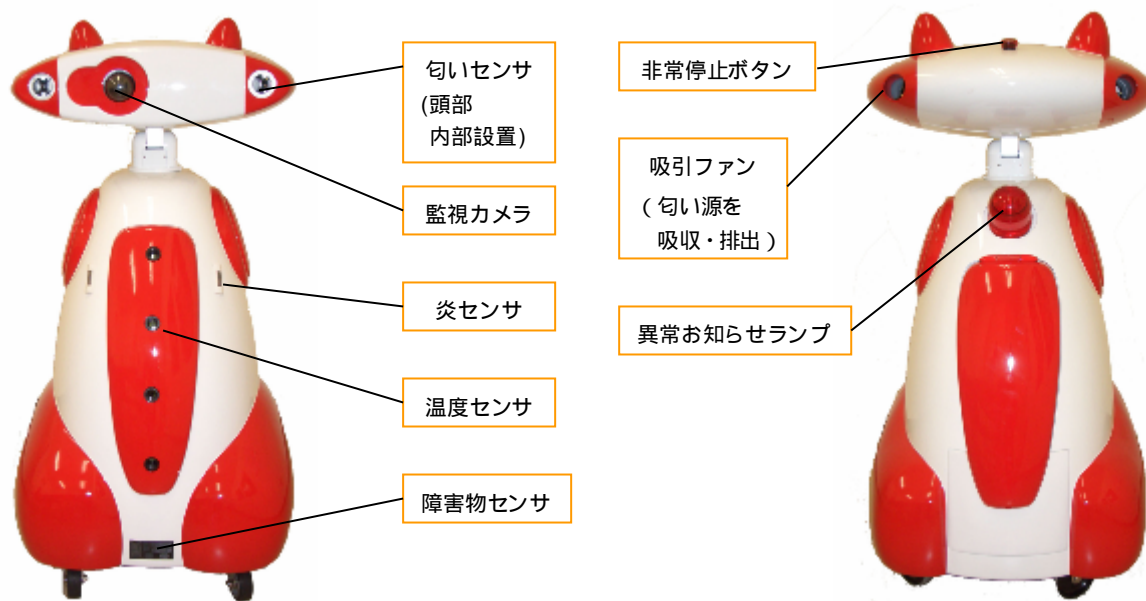 匂いセンサ
(頭部
内部設置)
監視カメラ
炎センサ
温度センサ
障害物センサ
非常停止ボタン
吸引ファン
(匂い源を
吸収・排出)
異常お知らせランプ